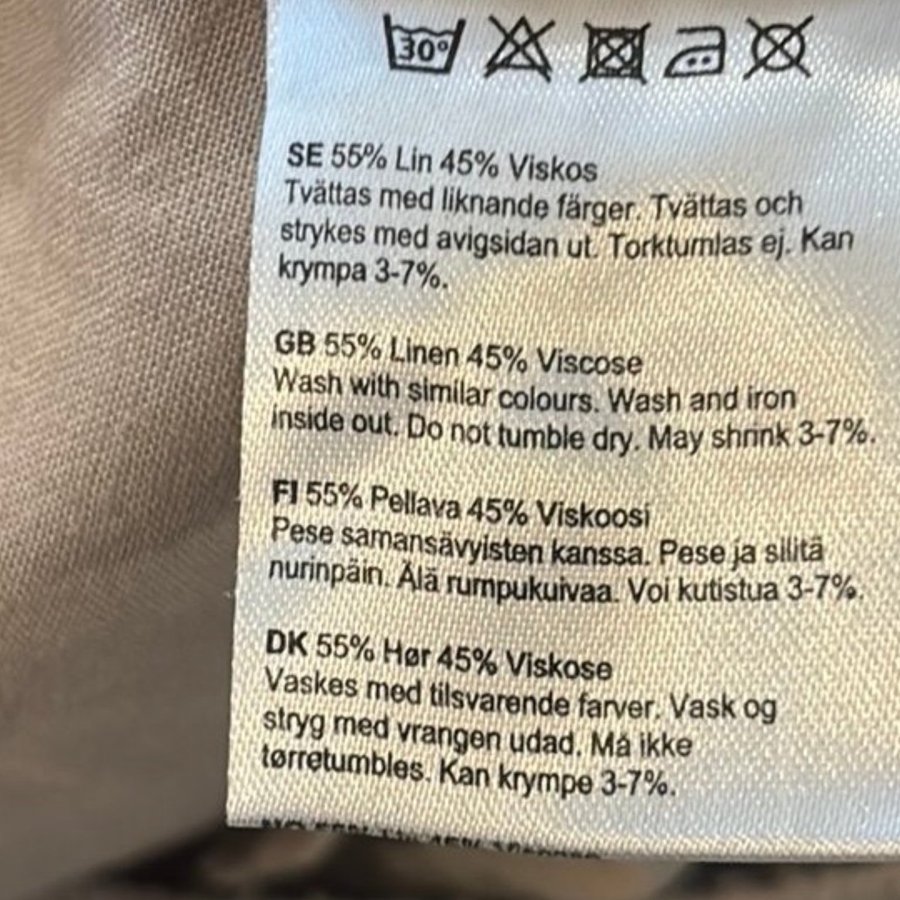 30°
SE 55% Lin 45% Viskos
Tvättas med liknande färger. Tvättas och
strykes med avigsidan ut. Torktumlas ej. Kan
krympa 3-7%.
GB 55% Linen 45% Viscose
Wash with similar colours. Wash and iron
inside out. Do not tumble dry. May shrink 3-7%.
FI 55% Pellava 45% Viskoosi
Pese samansävyisten kanssa. Pese ja silitä
nurinpäin. Älä rumpukuivaa. Voi kutistua 3-7%.
DK 55% Hør 45% Viskose
Vaskes med tilsvarende farver. Vask og
stryg med vrangen udad. Må ikke
tørretumbles. Kan krympe 3-7%.